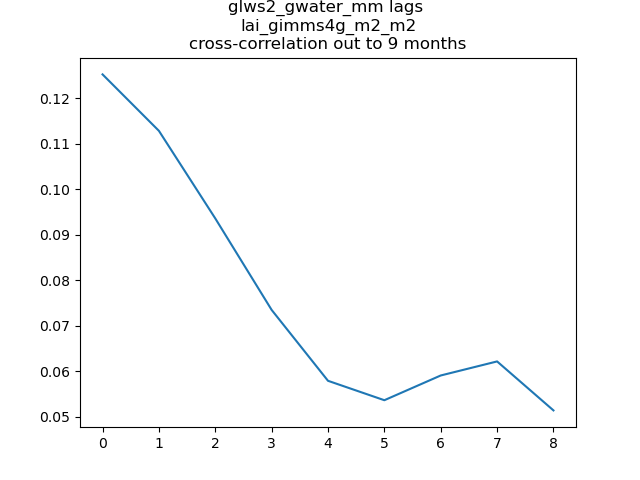 glws2_gwater_mm lags
lai_gimms4g_m2_m2
cross-correlation out to 9 months
0.12
0.11
0.10
0.09
0.08
0.07
0.06
0.05
0 1 2 3 4 5 6 7 8